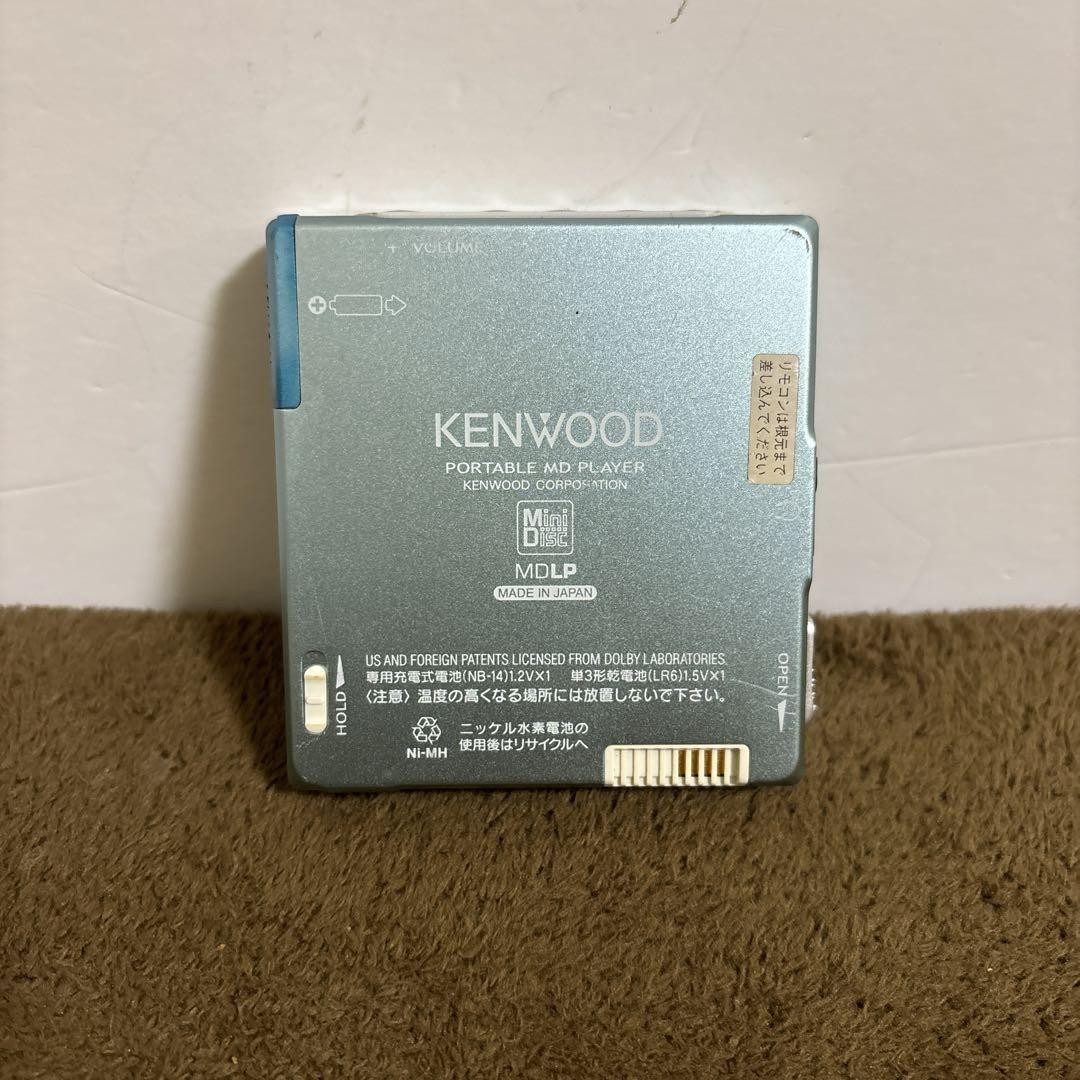 + VOLUME
リモコンは根元まで
差し込んでください
KENWOOD
PORTABLE MD PLAYER
KENWOOD CORPORATION
Mini
Disc
MDLP
MADE IN JAPAN
US AND FOREIGN PATENTS LICENSED FROM DOLBY LABORATORIES.
専用充電式電池(NB-14)1.2V×1 単3形乾電池(LR6)1.5V×1
〈注意〉温度の高くなる場所には放置しないで下さい。
HOLD
OPEN
Ni-MH
ニッケル水素電池の
使用後はリサイクルへ